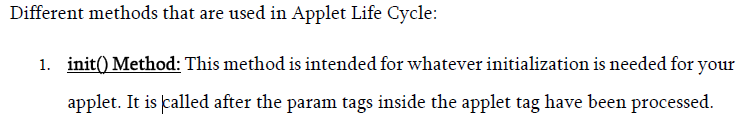 Different methods that are used in Applet Life Cycle:
1. init() Method: This method is intended for whatever initialization is needed for your
applet. It is called after the param tags inside the applet tag have been processed.